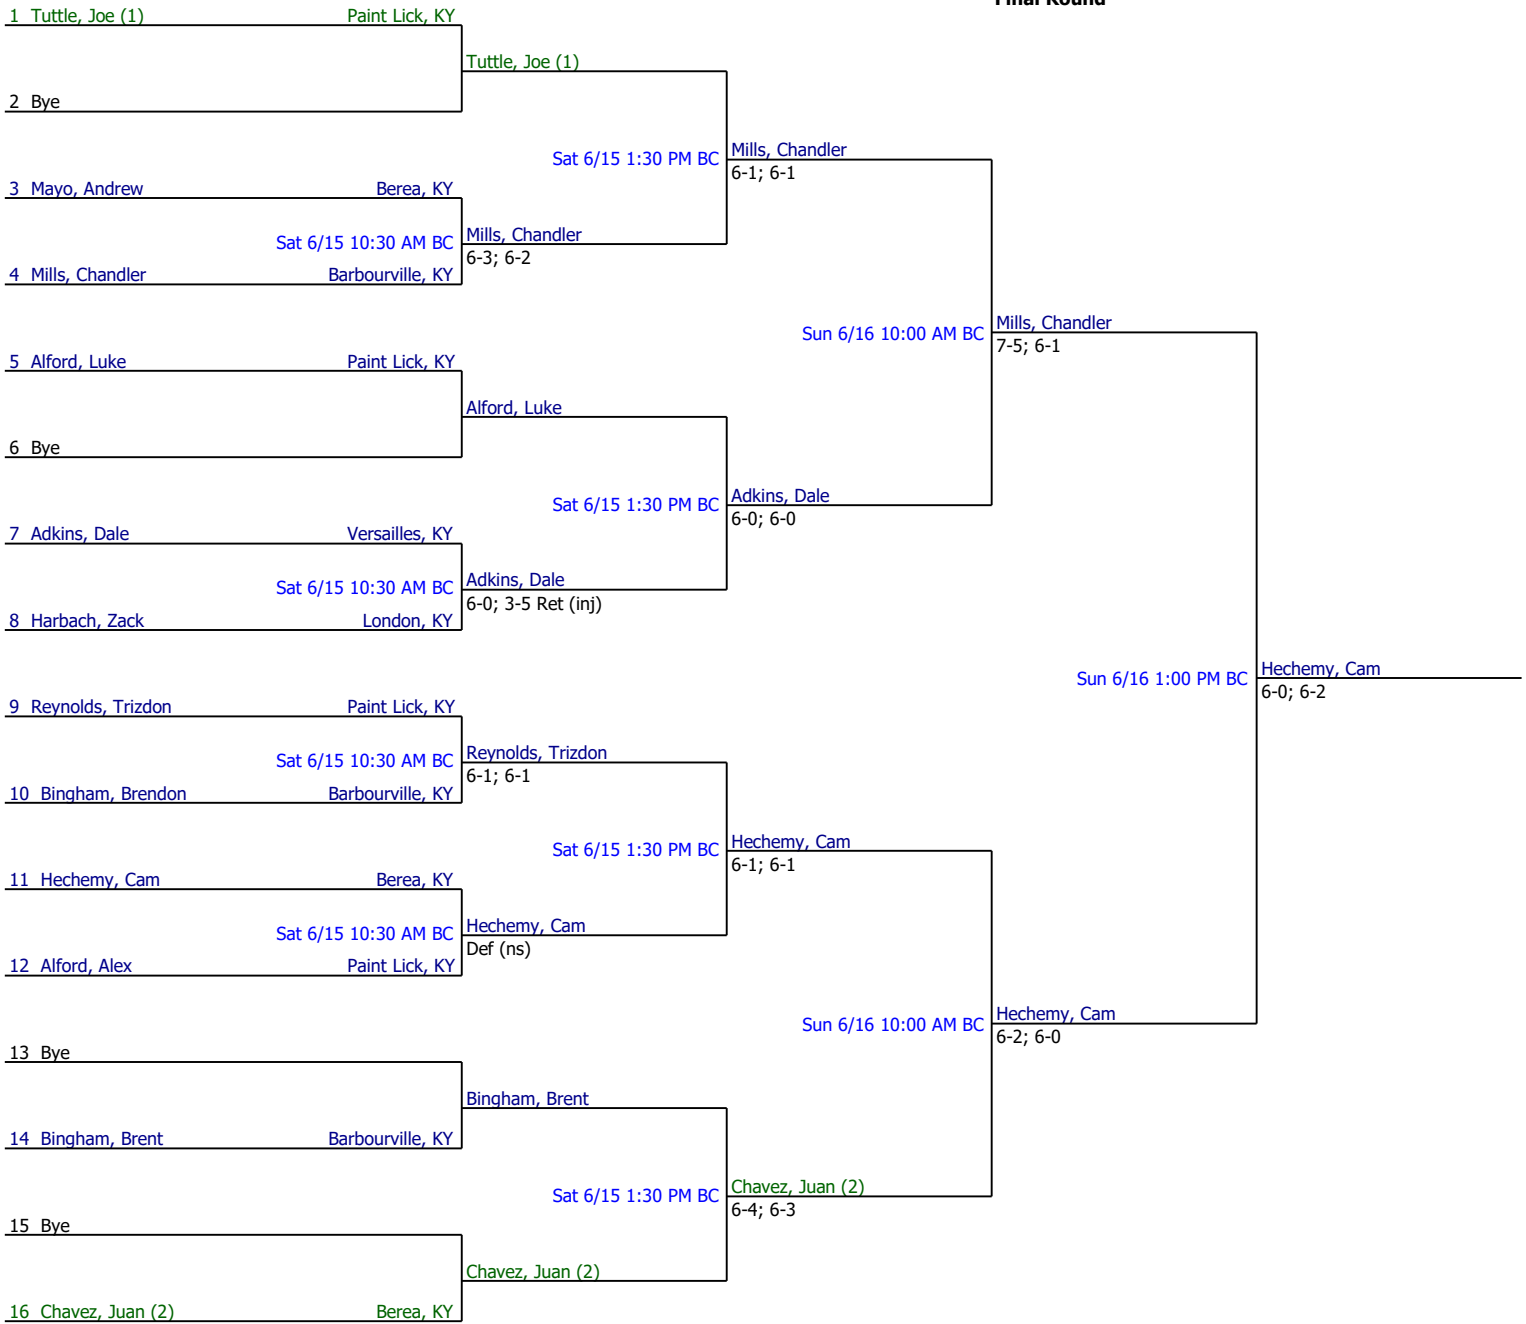 Final Round
1 Tuttle, Joe (1) Paint Lick, KY
Tuttle, Joe (1)
2 Bye
Sat 6/15 1:30 PM BC
Mills, Chandler
6-1; 6-1
3 Mayo, Andrew Berea, KY
Sat 6/15 10:30 AM BC
Mills, Chandler
6-3; 6-2
4 Mills, Chandler Barbourville, KY
Sun 6/16 10:00 AM BC
Mills, Chandler
7-5; 6-1
5 Alford, Luke Paint Lick, KY
Alford, Luke
6 Bye
Sat 6/15 1:30 PM BC
Adkins, Dale
6-0; 6-0
7 Adkins, Dale Versailles, KY
Sat 6/15 10:30 AM BC
Adkins, Dale
6-0; 3-5 Ret (inj)
8 Harbach, Zack London, KY
Sun 6/16 1:00 PM BC
Hechemy, Cam
6-0; 6-2
9 Reynolds, Trizdon Paint Lick, KY
Sat 6/15 10:30 AM BC
Reynolds, Trizdon
6-1; 6-1
10 Bingham, Brendon Barbourville, KY
Sat 6/15 1:30 PM BC
Hechemy, Cam
6-1; 6-1
11 Hechemy, Cam Berea, KY
Sat 6/15 10:30 AM BC
Hechemy, Cam
Def (ns)
12 Alford, Alex Paint Lick, KY
Sun 6/16 10:00 AM BC
Hechemy, Cam
6-2; 6-0
13 Bye
Bingham, Brent
14 Bingham, Brent Barbourville, KY
Sat 6/15 1:30 PM BC
Chavez, Juan (2)
6-4; 6-3
15 Bye
Chavez, Juan (2)
16 Chavez, Juan (2) Berea, KY